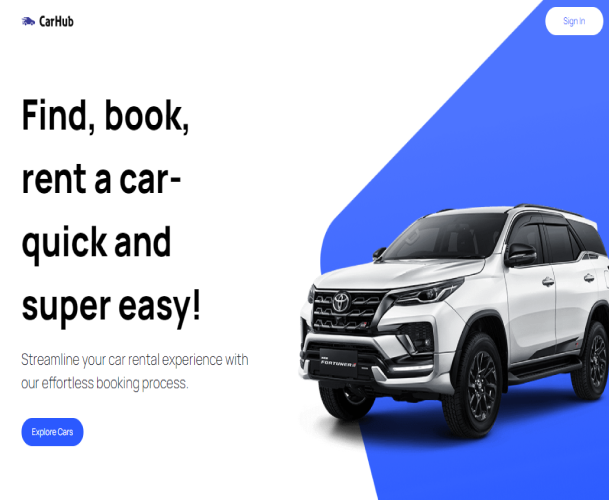 CarHub
Sign In
Find, book,
rent a car-
quick and
super easy!
Streamline your car rental experience with
our effortless booking process.
Explore Cars
FORTUNER